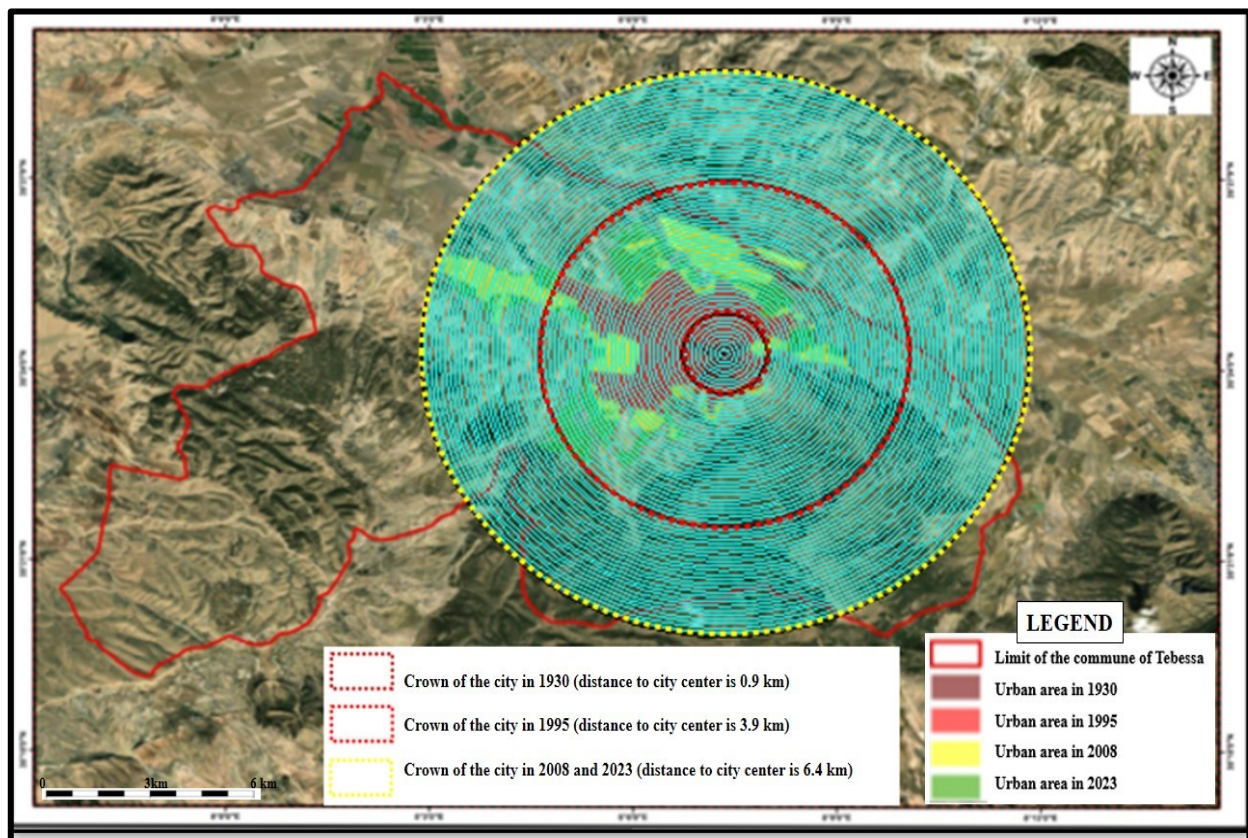 N
W E
S
LEGEND
Limit of the commune of Tebessa
Urban area in 1930
Urban area in 1995
Urban area in 2008
Urban area in 2023
Crown of the city in 1930 (distance to city center is 0.9 km)
Crown of the city in 1995 (distance to city center is 3.9 km)
Crown of the city in 2008 and 2023 (distance to city center is 6.4 km)
0 3km 6 km